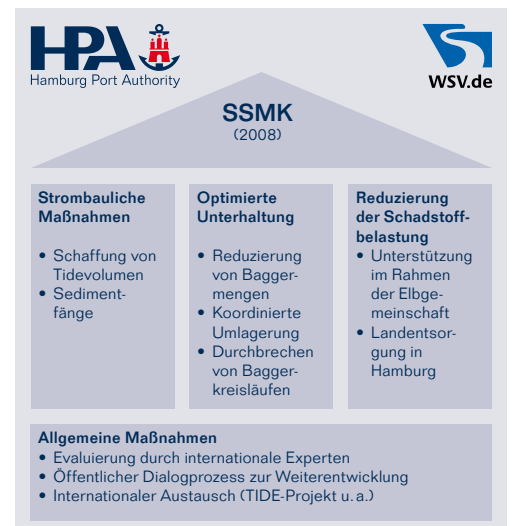 HPA
Hamburg Port Authority
WSV.de
SSMK
(2008)
Strombauliche
Maßnahmen
• Schaffung von
Tidevolumen
• Sediment-
fänge
Optimierte
Unterhaltung
• Reduzierung
von Bagger-
mengen
• Koordinierte
Umlagerung
• Durchbrechen
von Bagger-
kreisläufen
Reduzierung
der Schadstoff-
belastung
• Unterstützung
im Rahmen
der Elbge-
meinschaft
• Landentsor-
gung in
Hamburg
Allgemeine Maßnahmen
• Evaluierung durch internationale Experten
• Öffentlicher Dialogprozess zur Weiterentwicklung
• Internationaler Austausch (TIDE-Projekt u. a.)